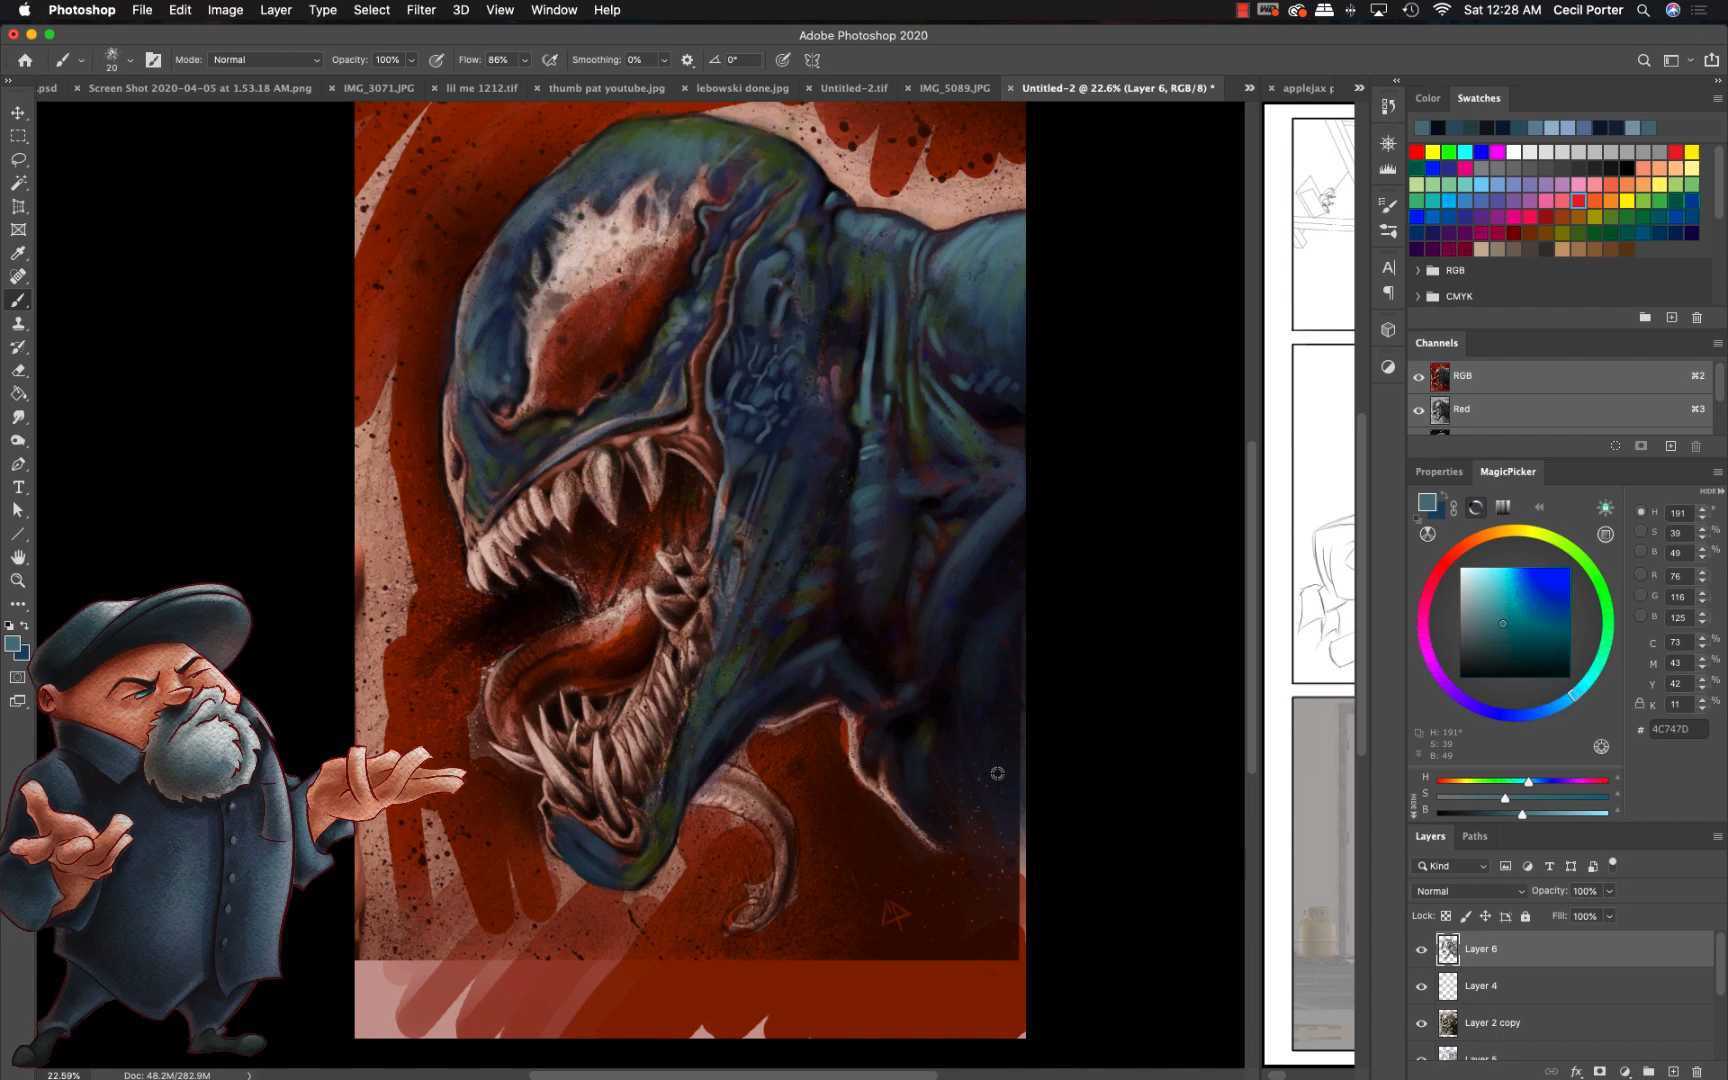 Photoshop File Edit Image Layer Type Select Filter 3D View Window Help Sat 12:28 AM Cecil Porter
Adobe Photoshop 2020
20 Mode: Normal Opacity: 100% Flow: 86% Smoothing: 0% 0°
.psd × Screen Shot 2020-04-05 at 1.53.18 AM.png × IMG_3071.JPG × lil me 1212.tif × thumb pat youtube.jpg × lebowski done.jpg × Untitled-2.tif × IMG_5089.JPG × Untitled-2 @ 22.6% (Layer 6, RGB/8) * × applejax p
Color Swatches
RGB
CMYK
Channels
RGB ⌘2
Red ⌘3
Properties MagicPicker
HIDE
H 191 °
S 39 %
B 49 %
R 76
G 116
B 125
C 73 %
M 43 %
Y 42 %
K 11 %
# 4C747D
H: 191°
S: 39
B: 49
H
S
B
HIDE
Layers Paths
Kind
Normal Opacity: 100%
Lock: Fill: 100%
Layer 6
Layer 4
Layer 2 copy
Layer 5
22.59% Doc: 48.2M/282.9M